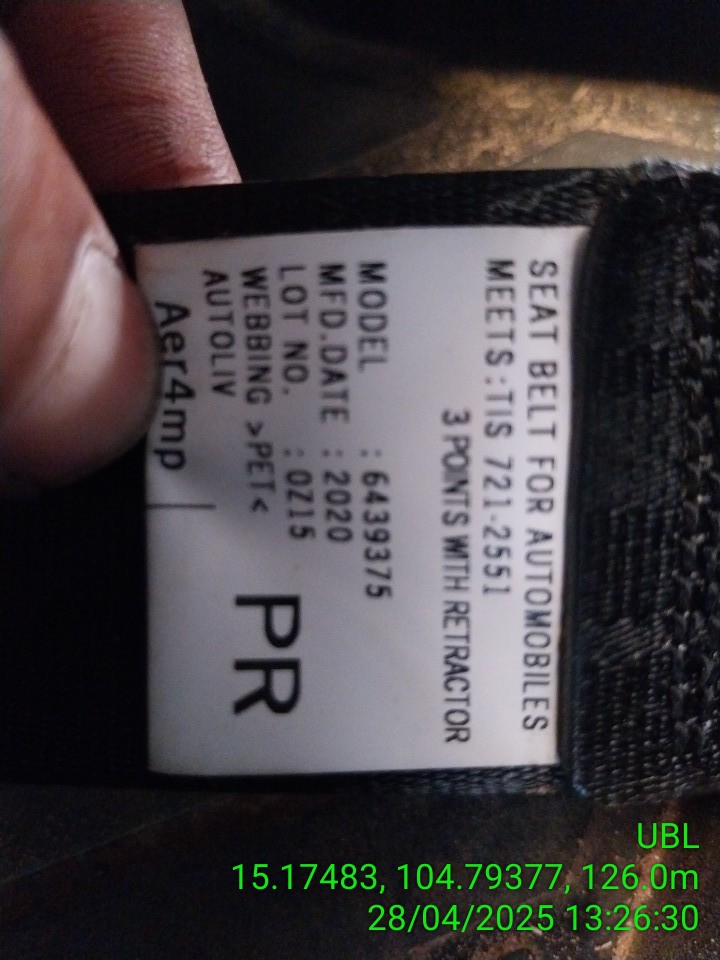 SEAT BELT FOR AUTOMOBILES
MEETS:TIS 721-2551
3 POINTS WITH RETRACTOR
MODEL : 6439375
MFD.DATE : 2020
LOT NO. : 0Z15
WEBBING >PET<
AUTOLIV
PR
Aer4mp
UBL
15.17483, 104.79377, 126.0m
28/04/2025 13:26:30